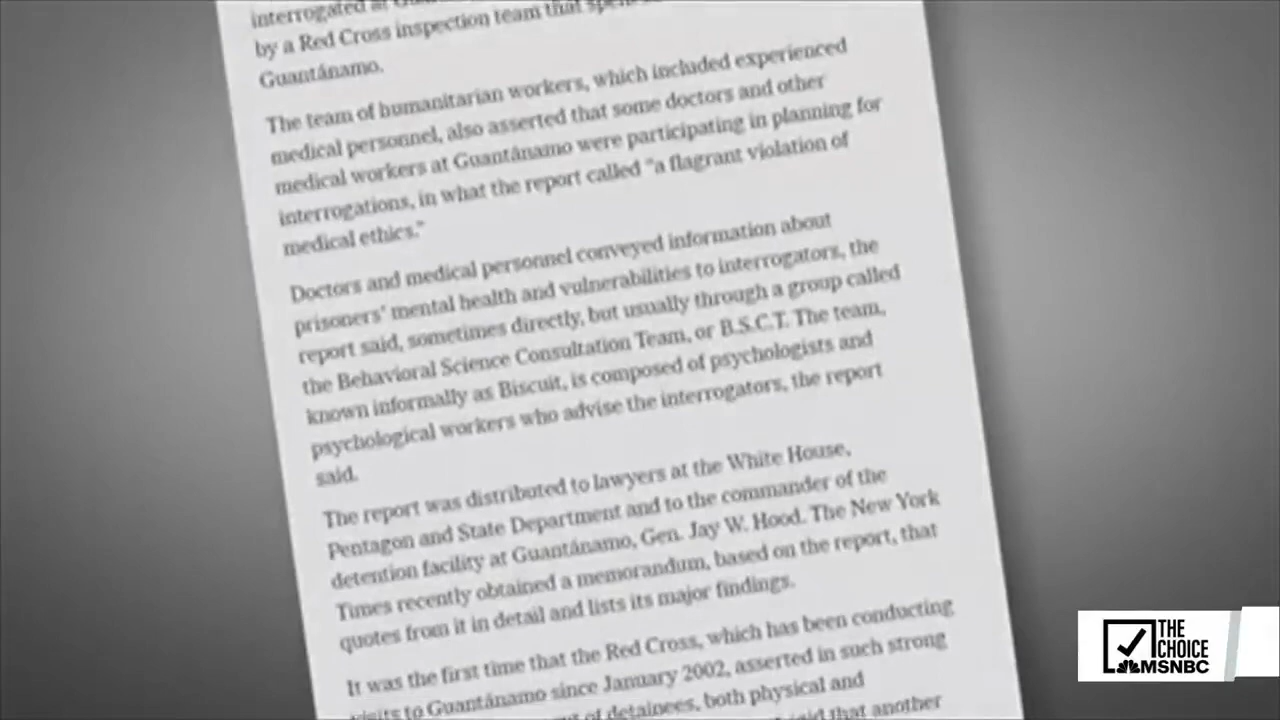 interrogated at
by a Red Cross inspection team that
Guantánamo.
The team of humanitarian workers, which included experienced
medical personnel, also asserted that some doctors and other
medical workers at Guantánamo were participating in planning for
interrogations, in what the report called "a flagrant violation of
medical ethics."
Doctors and medical personnel conveyed information about
prisoners' mental health and vulnerabilities to interrogators, the
report said, sometimes directly, but usually through a group called
the Behavioral Science Consultation Team, or B.S.C.T. The team,
known informally as Biscuit, is composed of psychologists and
psychological workers who advise the interrogators, the report
said.
The report was distributed to lawyers at the White House,
Pentagon and State Department and to the commander of the
detention facility at Guantánamo, Gen. Jay W. Hood. The New York
Times recently obtained a memorandum, based on the report, that
quotes from it in detail and lists its major findings.
It was the first time that the Red Cross, which has been conducting
visits to Guantánamo since January 2002, asserted in such strong
of detainees, both physical and
said that another
THE
CHOICE
MSNBC